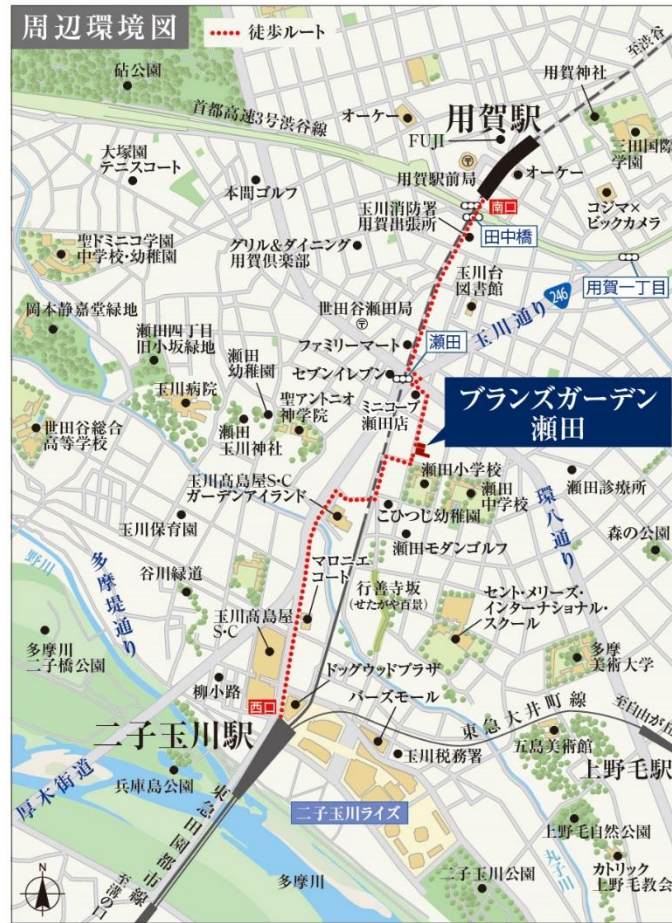 周辺環境図
徒歩ルート
至渋谷
砧公園
首都高速3号渋谷線
オーケー
用賀駅
用賀神社
FUJI
三田国際
学園
大塚園
テニスコート
本間ゴルフ
用賀駅前局
オーケー
南口
玉川消防署
用賀出張所
田中橋
コジマ×
ビックカメラ
聖ドミニコ学園
中学校・幼稚園
グリル&ダイニング
用賀倶楽部
玉川台
図書館
用賀一丁目
岡本静嘉堂緑地
世田谷瀬田局
玉川通り
246
瀬田四丁目
旧小坂緑地
ファミリーマート
瀬田
瀬田
幼稚園
セブンイレブン
玉川病院
聖アントニオ
神学院
ミニコープ
瀬田店
ブランズガーデン
瀬田
世田谷総合
高等学校
瀬田
玉川神社
瀬田小学校
玉川髙島屋S・C
ガーデンアイランド
瀬田
中学校
瀬田診療所
環八通り
こひつじ幼稚園
玉川保育園
瀬田モダンゴルフ
森の公園
野川
多摩堤通り
谷川緑道
マロニエ
コート
行善寺坂
(せたがや百景)
セント・メリーズ・
インターナショナル・
スクール
玉川髙島屋
S・C
多摩川
二子橋公園
多摩
美術大学
柳小路
ドッグウッドプラザ
バーズモール
西口
東急大井町線
至自由が丘
二子玉川駅
玉川税務署
五島美術館
上野毛駅
厚木街道
兵庫島公園
二子玉川ライズ
東急田園都市線
至溝の口
上野毛自然公園
丸子川
カトリック
上野毛教会
二子玉川公園
多摩川
N